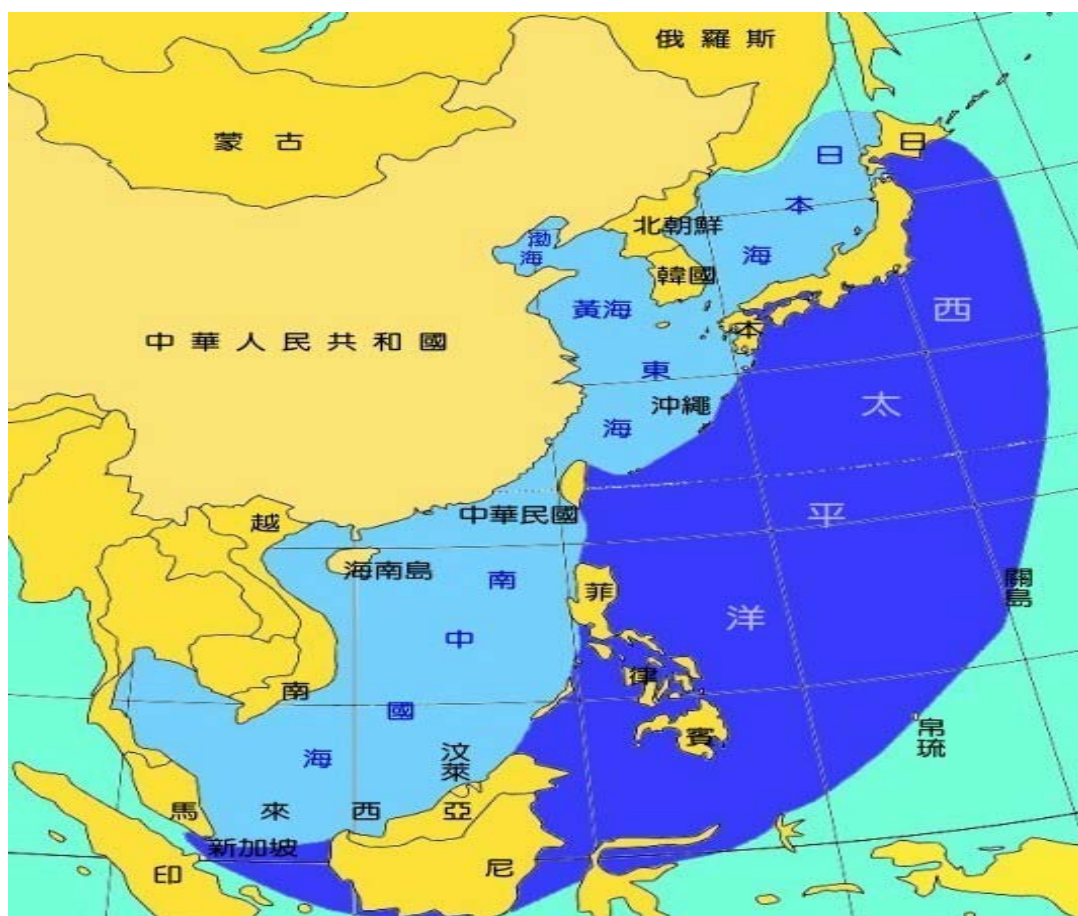 俄羅斯
蒙古
日本
日本海
北朝鮮
渤海
韓國
黃海
西太平洋
中華人民共和國
東海
沖繩
中華民國
越南
海南島
南中國海
菲律賓
關島
帛琉
汶萊
馬來西亞
新加坡
印尼